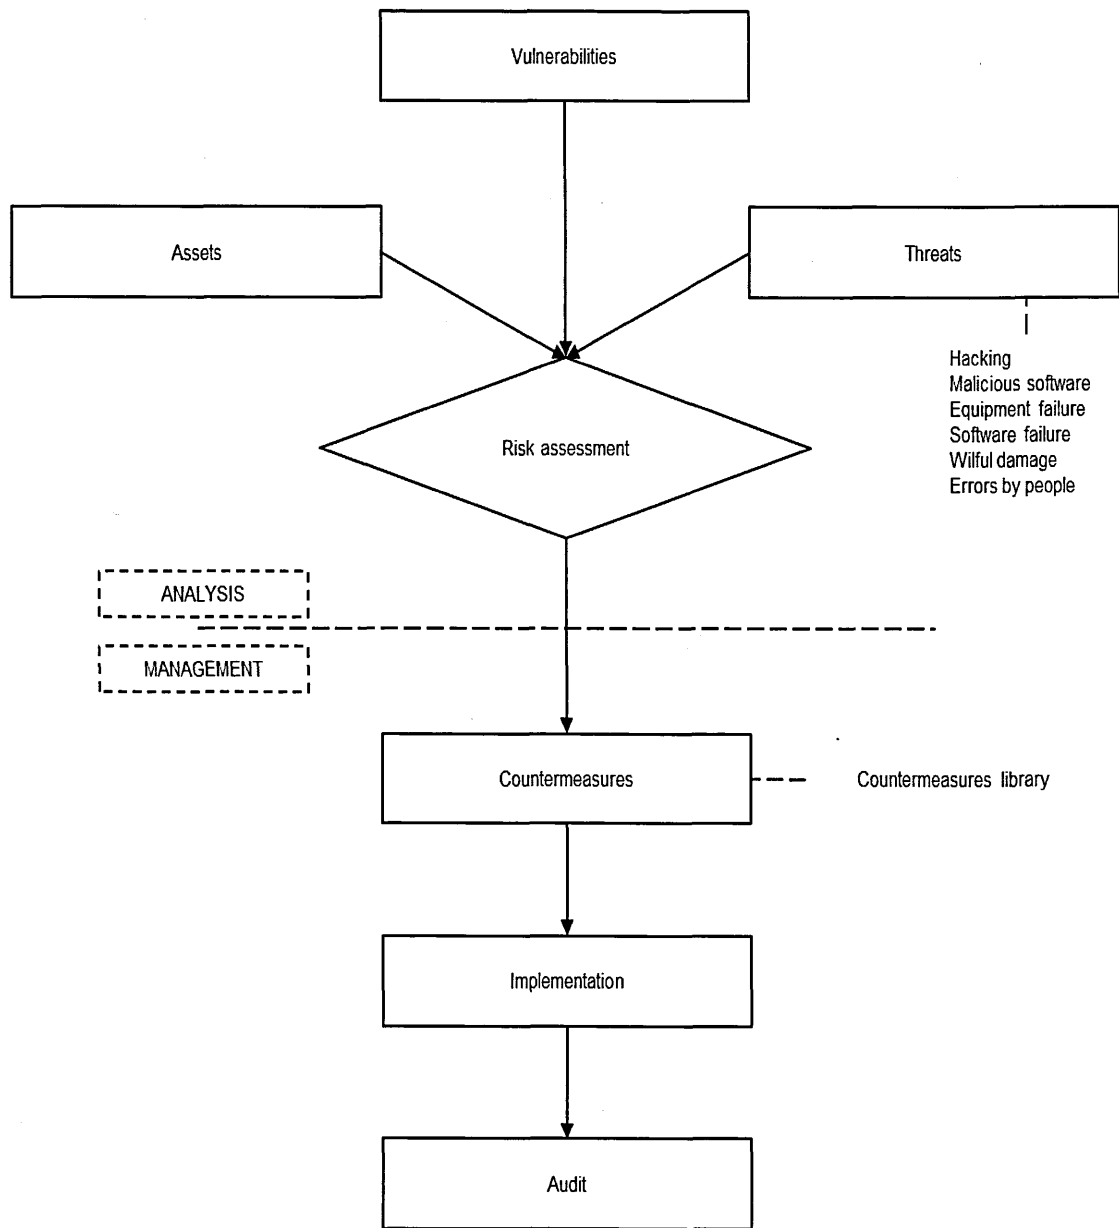 Vulnerabilities
Assets
Threats
Hacking
Malicious software
Equipment failure
Software failure
Wilful damage
Errors by people
Risk assessment
ANALYSIS
MANAGEMENT
Countermeasures
Countermeasures library
Implementation
Audit